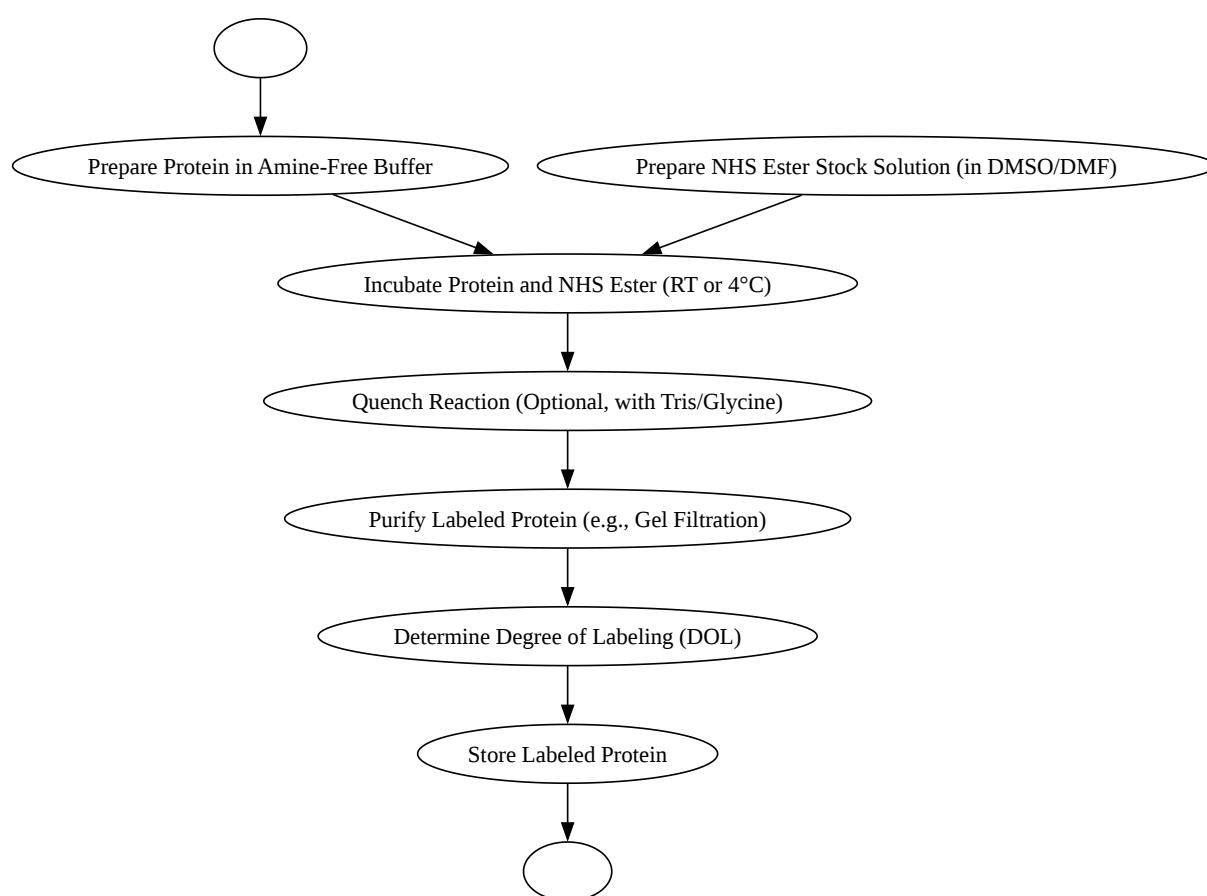 Prepare Protein in Amine-Free Buffer
Prepare NHS Ester Stock Solution (in DMSO/DMF)
Incubate Protein and NHS Ester (RT or 4°C)
Quench Reaction (Optional, with Tris/Glycine)
Purify Labeled Protein (e.g., Gel Filtration)
Determine Degree of Labeling (DOL)
Store Labeled Protein